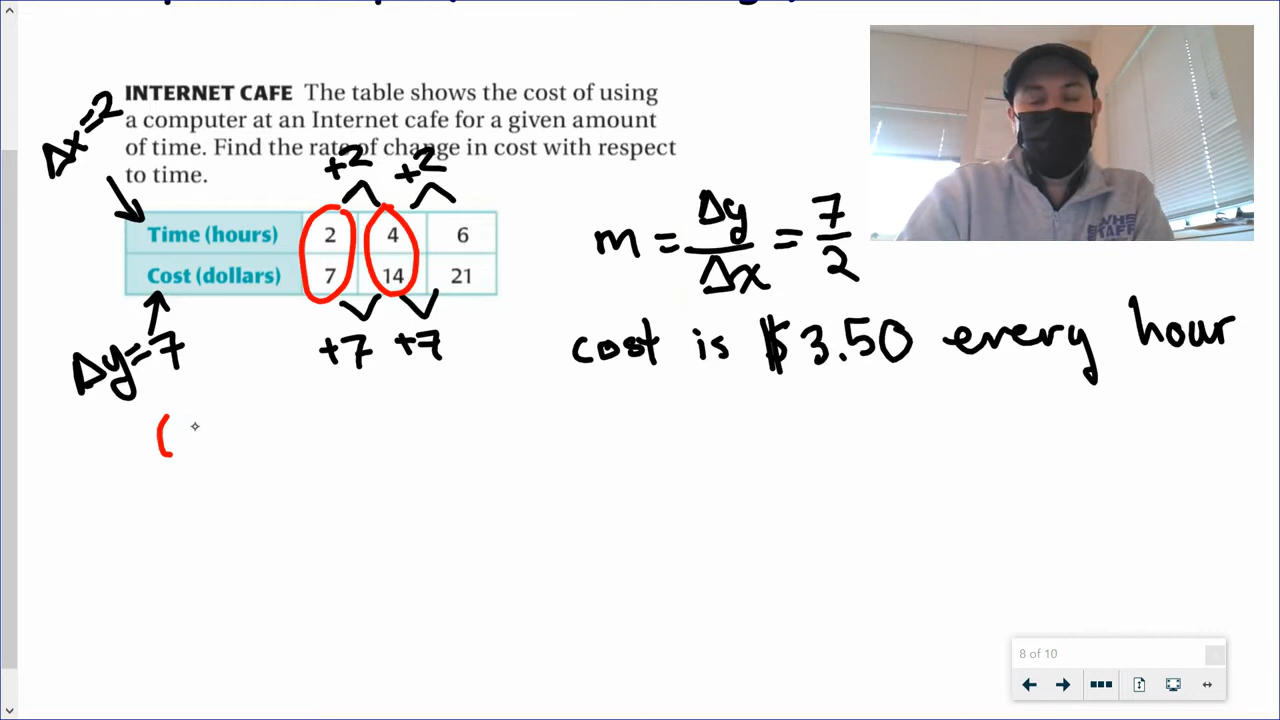 INTERNET CAFE The table shows the cost of using
a computer at an Internet cafe for a given amount
of time. Find the rate of change in cost with respect
to time.
Δx=2
+2 +2
Time (hours) 2 4 6
Cost (dollars) 7 14 21
+7 +7
Δy=7
(
m = Δy/Δx = 7/2
cost is $3.50 every hour
WHS
STAFF
8 of 10